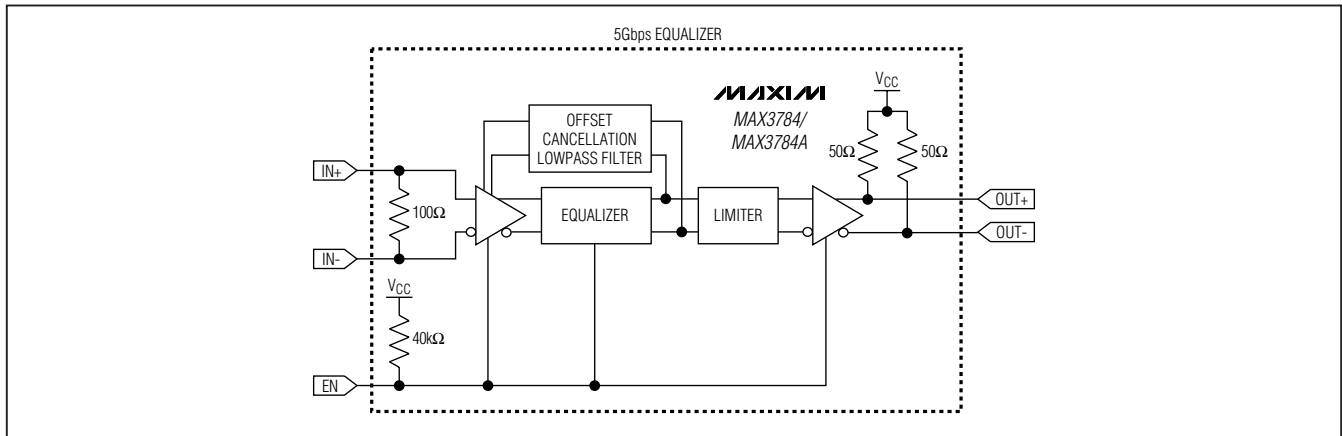 5Gbps EQUALIZER
VCC
MAXIM
MAX3784/
MAX3784A
OFFSET
CANCELLATION
LOWPASS FILTER
50Ω
50Ω
IN+
100Ω
EQUALIZER
LIMITER
OUT+
OUT-
IN-
VCC
40kΩ
EN